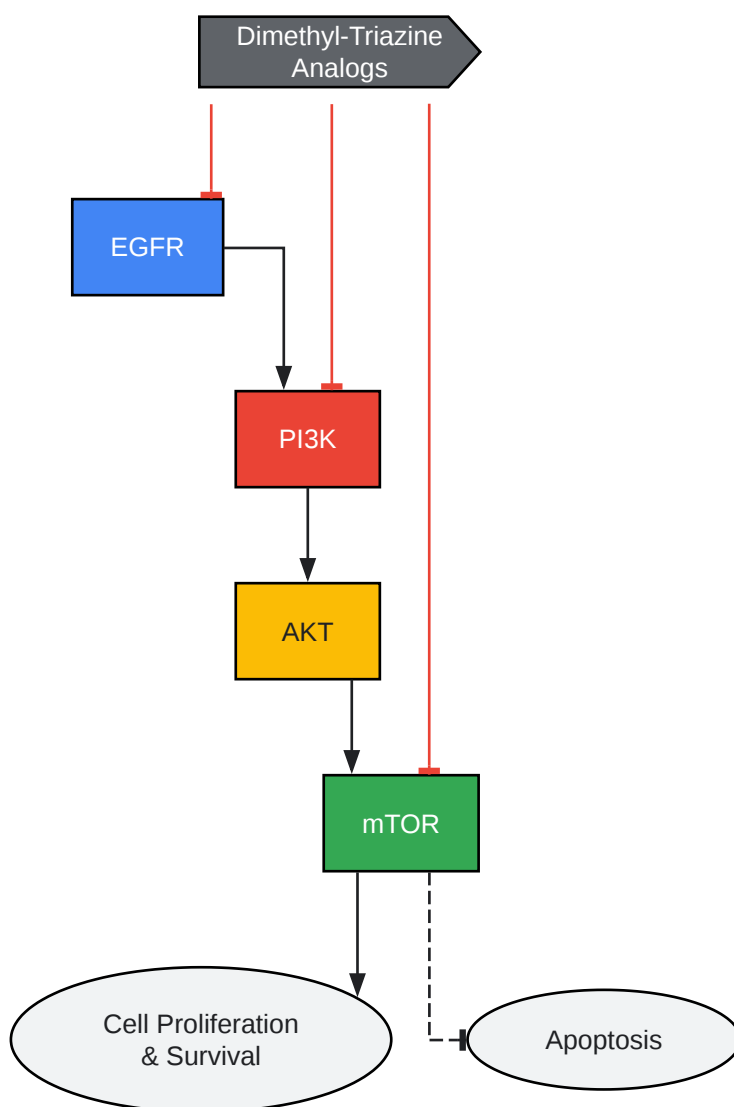 Dimethyl-Triazine
Analogs
EGFR
PI3K
AKT
mTOR
Cell Proliferation
& Survival
Apoptosis